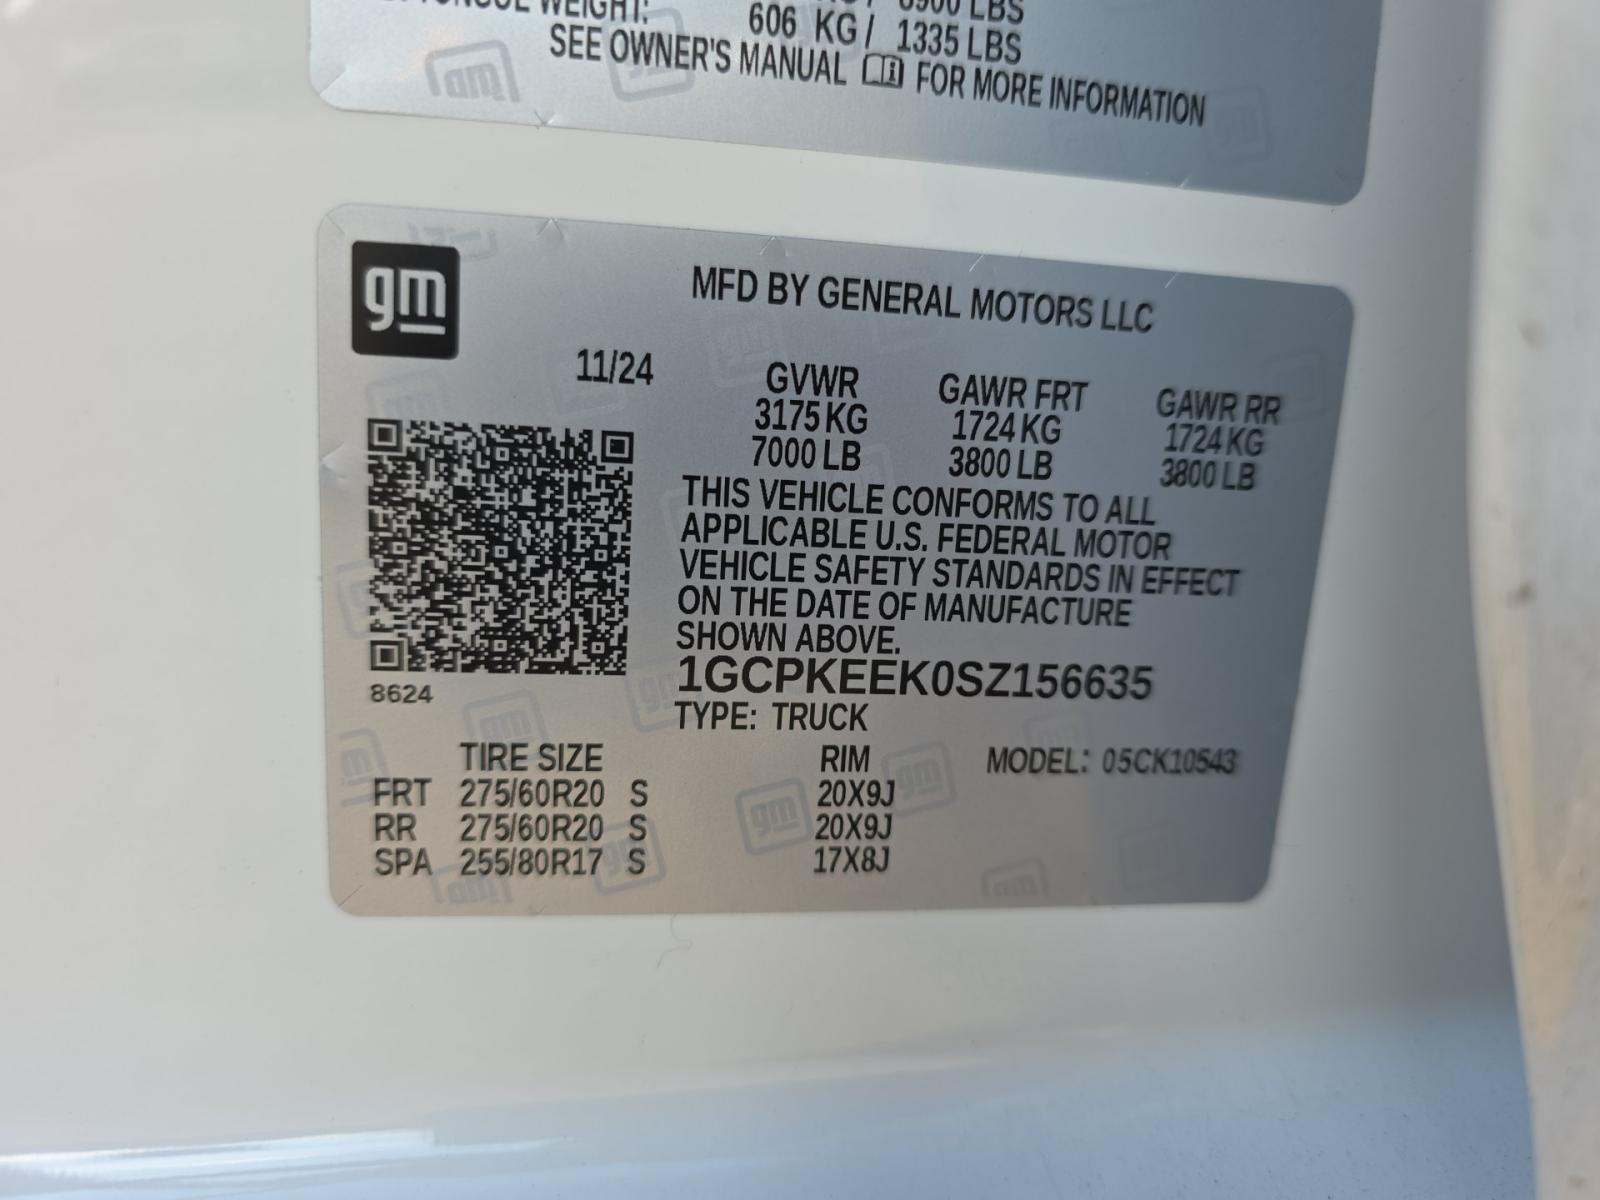 TONGUE WEIGHT: 606 KG / 1335 LBS
SEE OWNER'S MANUAL FOR MORE INFORMATION
gm
MFD BY GENERAL MOTORS LLC
11/24 GVWR GAWR FRT GAWR RR
3175 KG 1724 KG 1724 KG
7000 LB 3800 LB 3800 LB
THIS VEHICLE CONFORMS TO ALL
APPLICABLE U.S. FEDERAL MOTOR
VEHICLE SAFETY STANDARDS IN EFFECT
ON THE DATE OF MANUFACTURE
SHOWN ABOVE.
1GCPKEEK0SZ156635
8624
TYPE: TRUCK
TIRE SIZE RIM MODEL: 05CK10543
FRT 275/60R20 S 20X9J
RR 275/60R20 S 20X9J
SPA 255/80R17 S 17X8J